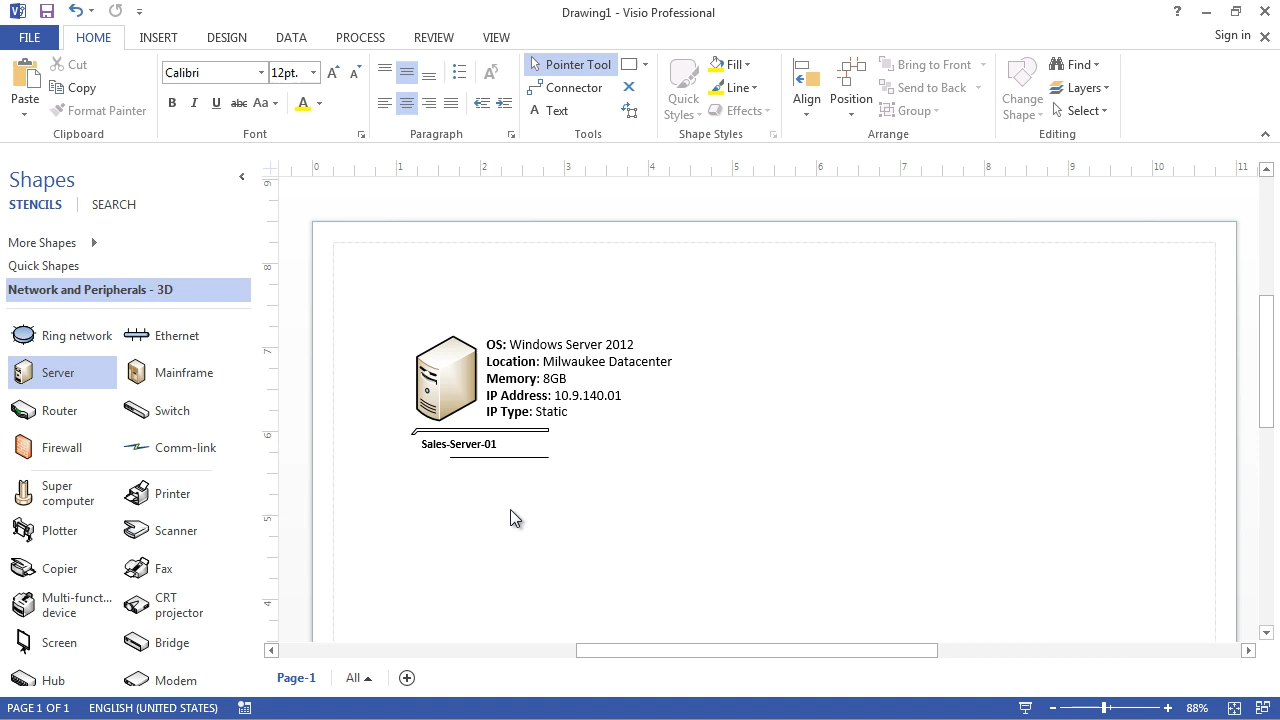 Drawing1 - Visio Professional
Sign in
FILE HOME INSERT DESIGN DATA PROCESS REVIEW VIEW
Paste
Cut
Copy
Format Painter
Clipboard
Calibri 12pt.
B I U abc Aa A
Font
Paragraph
Pointer Tool
Connector
A Text
Tools
Quick Styles
Fill
Line
Effects
Shape Styles
Align
Position
Bring to Front
Send to Back
Group
Arrange
Change Shape
Find
Layers
Select
Editing
Shapes
STENCILS SEARCH
More Shapes
Quick Shapes
Network and Peripherals - 3D
Ring network Ethernet
Server Mainframe
Router Switch
Firewall Comm-link
Super computer Printer
Plotter Scanner
Copier Fax
Multi-funct... device CRT projector
Screen Bridge
Hub Modem
0 1 2 3 4 5 6 7 8 9 10 11
9
8
7
6
5
4
OS: Windows Server 2012
Location: Milwaukee Datacenter
Memory: 8GB
IP Address: 10.9.140.01
IP Type: Static
Sales-Server-01
Page-1 All
PAGE 1 OF 1 ENGLISH (UNITED STATES) 88%